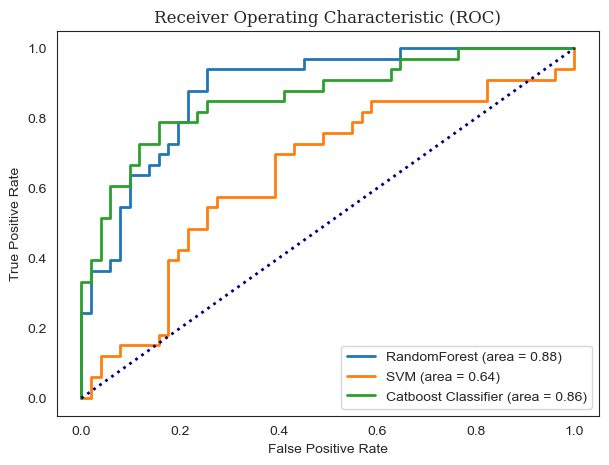 Receiver Operating Characteristic (ROC)
1.0
0.8
0.6
0.4
0.2
0.0
True Positive Rate
RandomForest (area = 0.88)
SVM (area = 0.64)
Catboost Classifier (area = 0.86)
0.0 0.2 0.4 0.6 0.8 1.0
False Positive Rate